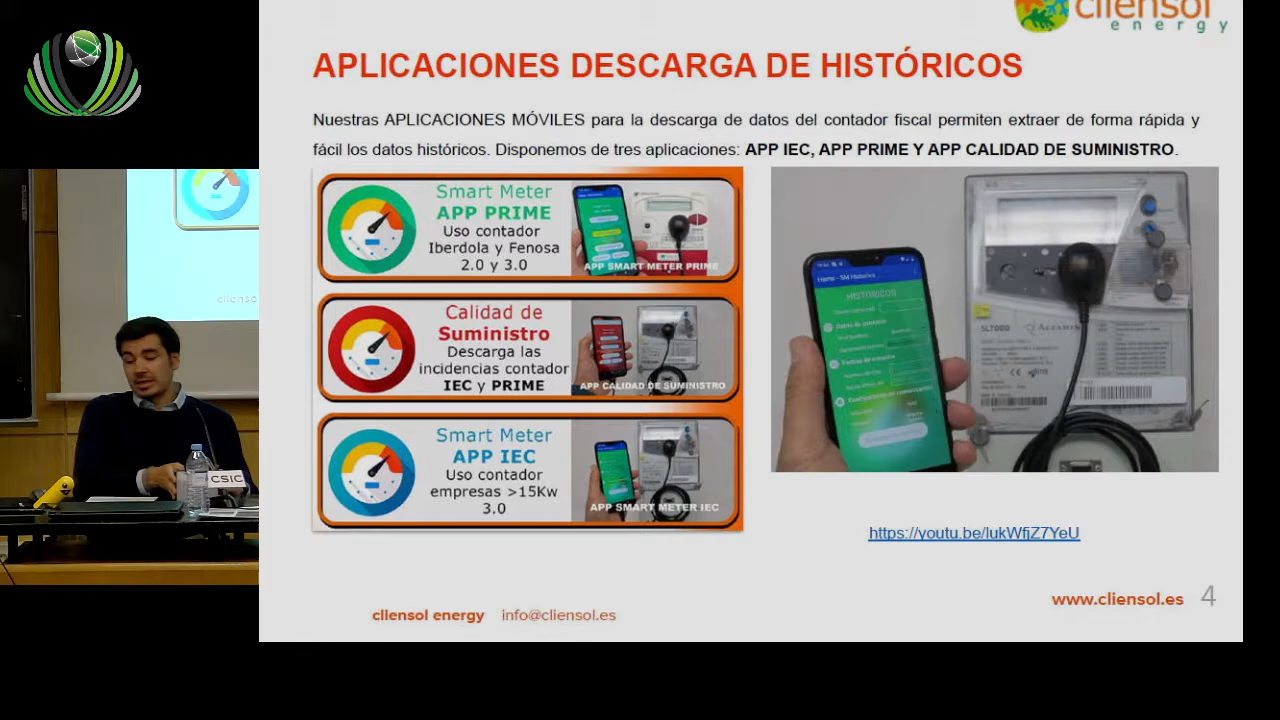 cliensol
energy
APLICACIONES DESCARGA DE HISTÓRICOS
Nuestras APLICACIONES MÓVILES para la descarga de datos del contador fiscal permiten extraer de forma rápida y
fácil los datos históricos. Disponemos de tres aplicaciones: APP IEC, APP PRIME Y APP CALIDAD DE SUMINISTRO.
Smart Meter
APP PRIME
Uso contador
Iberdola y Fenosa
2.0 y 3.0
APP SMART METER PRIME
Calidad de
Suministro
Descarga las
incidencias contador
IEC y PRIME
APP CALIDAD DE SUMINISTRO
Smart Meter
APP IEC
Uso contador
empresas >15Kw
3.0
APP SMART METER IEC
HISTÓRICOS
SL7000
https://youtu.be/lukWfjZ7YeU
cliensol energy info@cliensol.es
www.cliensol.es 4
clienso
CSIC